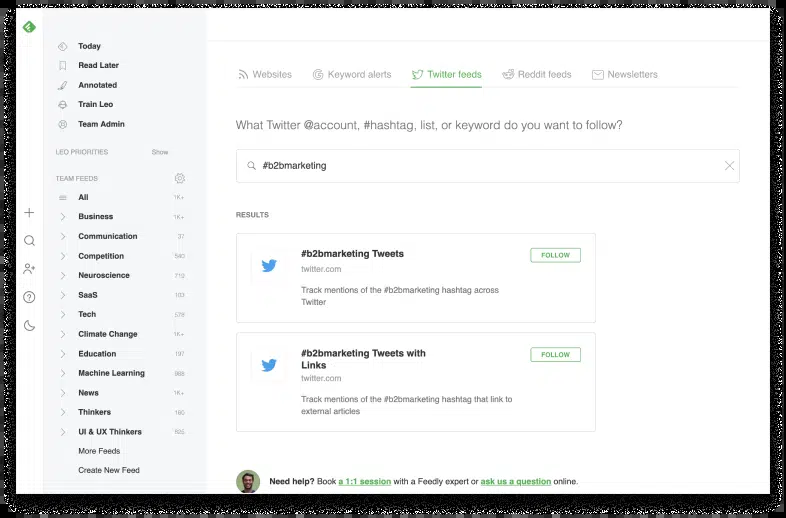 Today
Read Later
Annotated
Train Leo
Team Admin
LEO PRIORITIES Show
TEAM FEEDS
All 1K+
Business 1K+
Communication 37
Competition 540
Neuroscience 719
SaaS 103
Tech 578
Climate Change 1K+
Education 197
Machine Learning 988
News 1K+
Thinkers 190
UI & UX Thinkers 625
More Feeds
Create New Feed
Websites Keyword alerts Twitter feeds Reddit feeds Newsletters
What Twitter @account, #hashtag, list, or keyword do you want to follow?
#b2bmarketing
RESULTS
#b2bmarketing Tweets
FOLLOW
twitter.com
Track mentions of the #b2bmarketing hashtag across
Twitter
#b2bmarketing Tweets with
Links
FOLLOW
twitter.com
Track mentions of the #b2bmarketing hashtag that link to
external articles
Need help? Book a 1:1 session with a Feedly expert or ask us a question online.